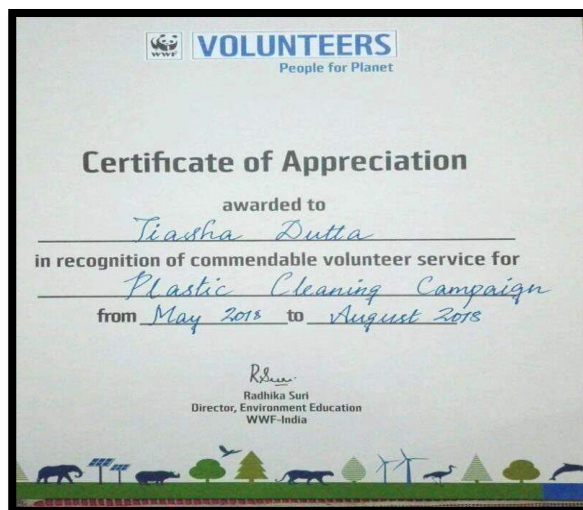 WWF VOLUNTEERS
People for Planet
Certificate of Appreciation
awarded to
Tiasha Dutta
in recognition of commendable volunteer service for
Plastic Cleaning Campaign
from May 2018 to August 2018
Radhika Suri
Director, Environment Education
WWF-India